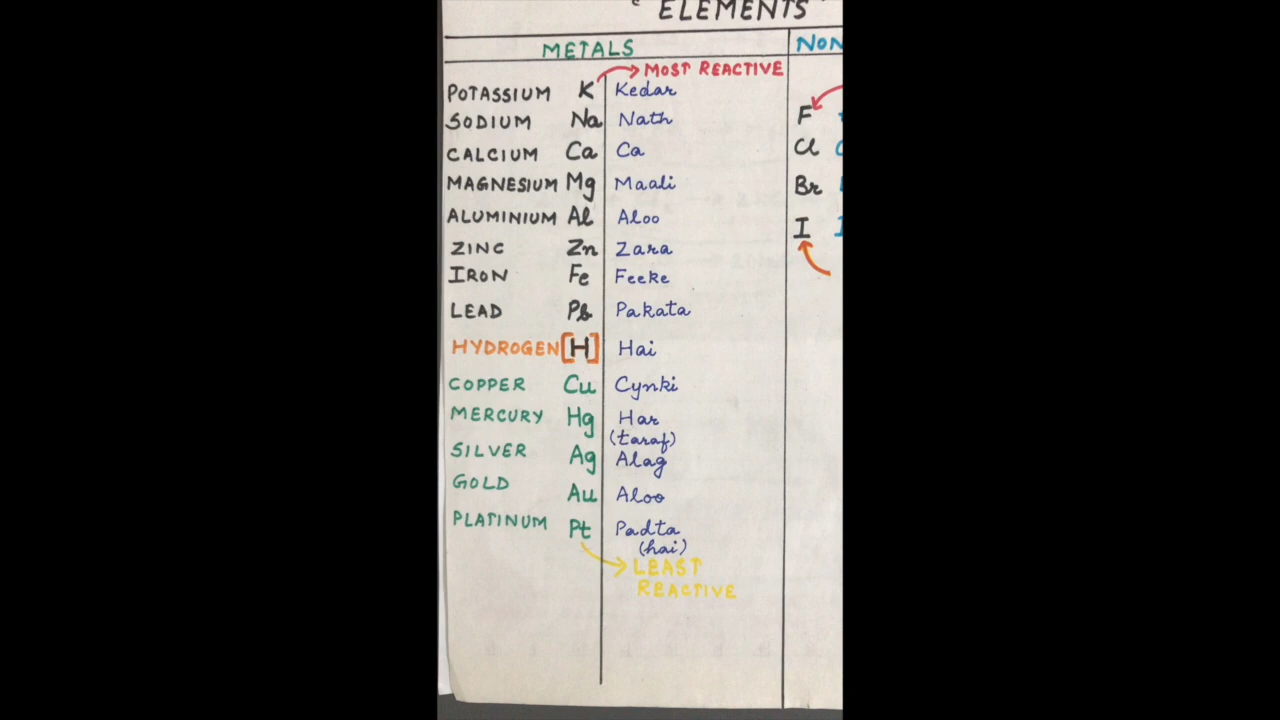 ELEMENTS
METALS
MOST REACTIVE
POTASSIUM K Kedar
SODIUM Na Nath
CALCIUM Ca Ca
MAGNESIUM Mg Maali
ALUMINIUM Al Aloo
ZINC Zn Zara
IRON Fe Feeke
LEAD Pb Pakata
HYDROGEN [H] Hai
COPPER Cu Cynki
MERCURY Hg Har
(taraf)
SILVER Ag Alag
GOLD Au Aloo
PLATINUM Pt Padta
(hai)
LEAST
REACTIVE
NON
F
Cl
Br
I